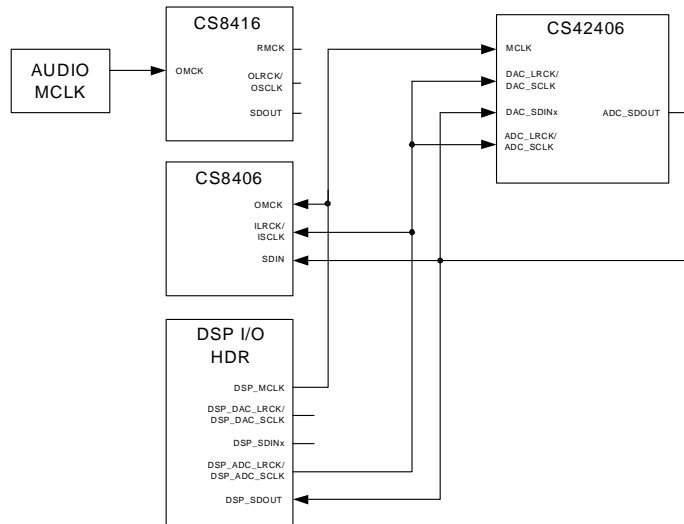 CS8416
RMCK
OMCK
OLRCK/
OSCLK
SDOUT
AUDIO
MCLK
CS42406
MCLK
DAC_LRCK/
DAC_SCLK
DAC_SDINx
ADC_SDOUT
ADC_LRCK/
ADC_SCLK
CS8406
OMCK
ILRCK/
ISCLK
SDIN
DSP I/O
HDR
DSP_MCLK
DSP_DAC_LRCK/
DSP_DAC_SCLK
DSP_SDINx
DSP_ADC_LRCK/
DSP_ADC_SCLK
DSP_SDOUT